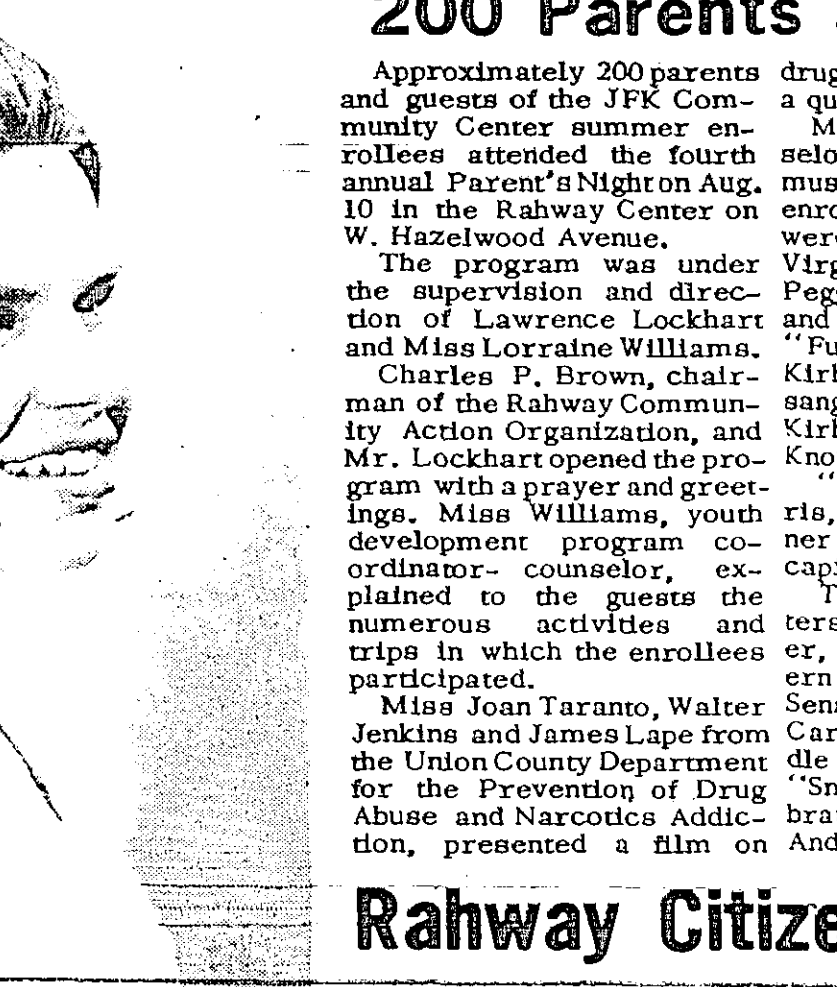 200 Parents
Approximately 200 parents
and guests of the JFK Com-
munity Center summer en-
rollees attended the fourth
annual Parent's Night on Aug.
10 in the Rahway Center on
W. Hazelwood Avenue.
The program was under
the supervision and direc-
tion of Lawrence Lockhart
and Miss Lorraine Williams.
Charles P. Brown, chair-
man of the Rahway Commun-
ity Action Organization, and
Mr. Lockhart opened the pro-
gram with a prayer and greet-
ings. Miss Williams, youth
development program co-
ordinator- counselor, ex-
plained to the guests the
numerous activities and
trips in which the enrollees
participated.
Miss Joan Taranto, Walter
Jenkins and James Lape from
the Union County Department
for the Prevention of Drug
Abuse and Narcotics Addic-
tion, presented a film on
drug
a qu
M
selo
mus
enro
were
Virg
Peg
and
"Fu
Kirk
sang
Kirk
Kno
"
ris,
ner
cap
T
ters
er,
ern
Sen
Car
dle
"Sn
bra
And
Rahway Citize